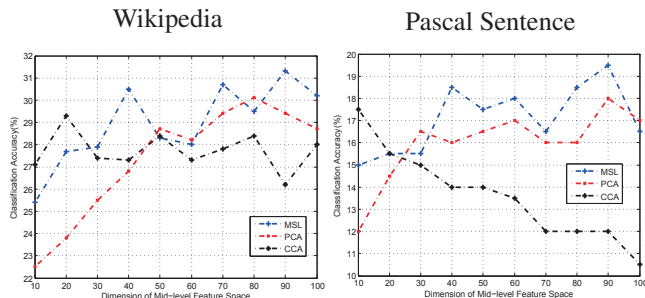 Wikipedia
Pascal Sentence
Classification Accuracy(%)
32
31
30
29
28
27
26
25
24
23
22
10 20 30 40 50 60 70 80 90 100
Dimension of Mid-level Feature Space
MSL
PCA
CCA
Classification Accuracy(%)
20
19
18
17
16
15
14
13
12
11
10
10 20 30 40 50 60 70 80 90 100
Dimension of Mid-level Feature Space
MSL
PCA
CCA